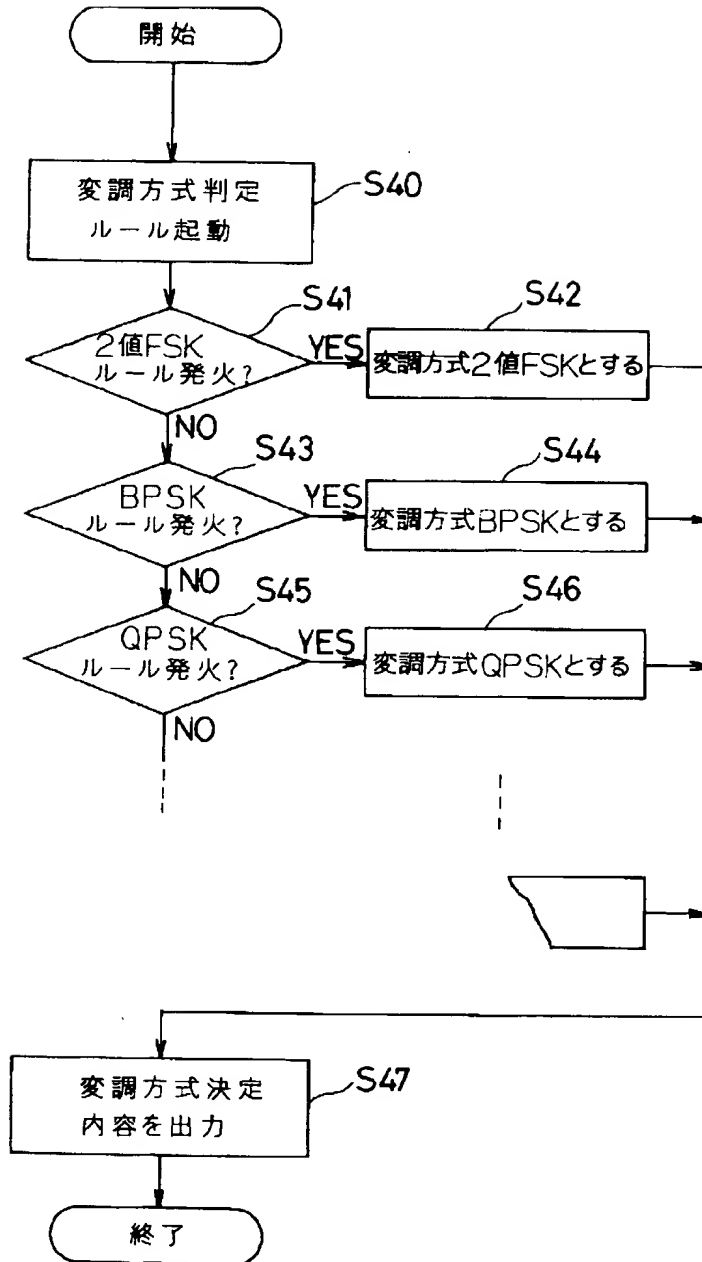 開始
変調方式判定
ルール起動
S40
2値FSK
ルール発火?
S41
YES
変調方式2値FSKとする
S42
NO
BPSK
ルール発火?
S43
YES
変調方式BPSKとする
S44
NO
QPSK
ルール発火?
S45
YES
変調方式QPSKとする
S46
NO
変調方式決定
内容を出力
S47
終了